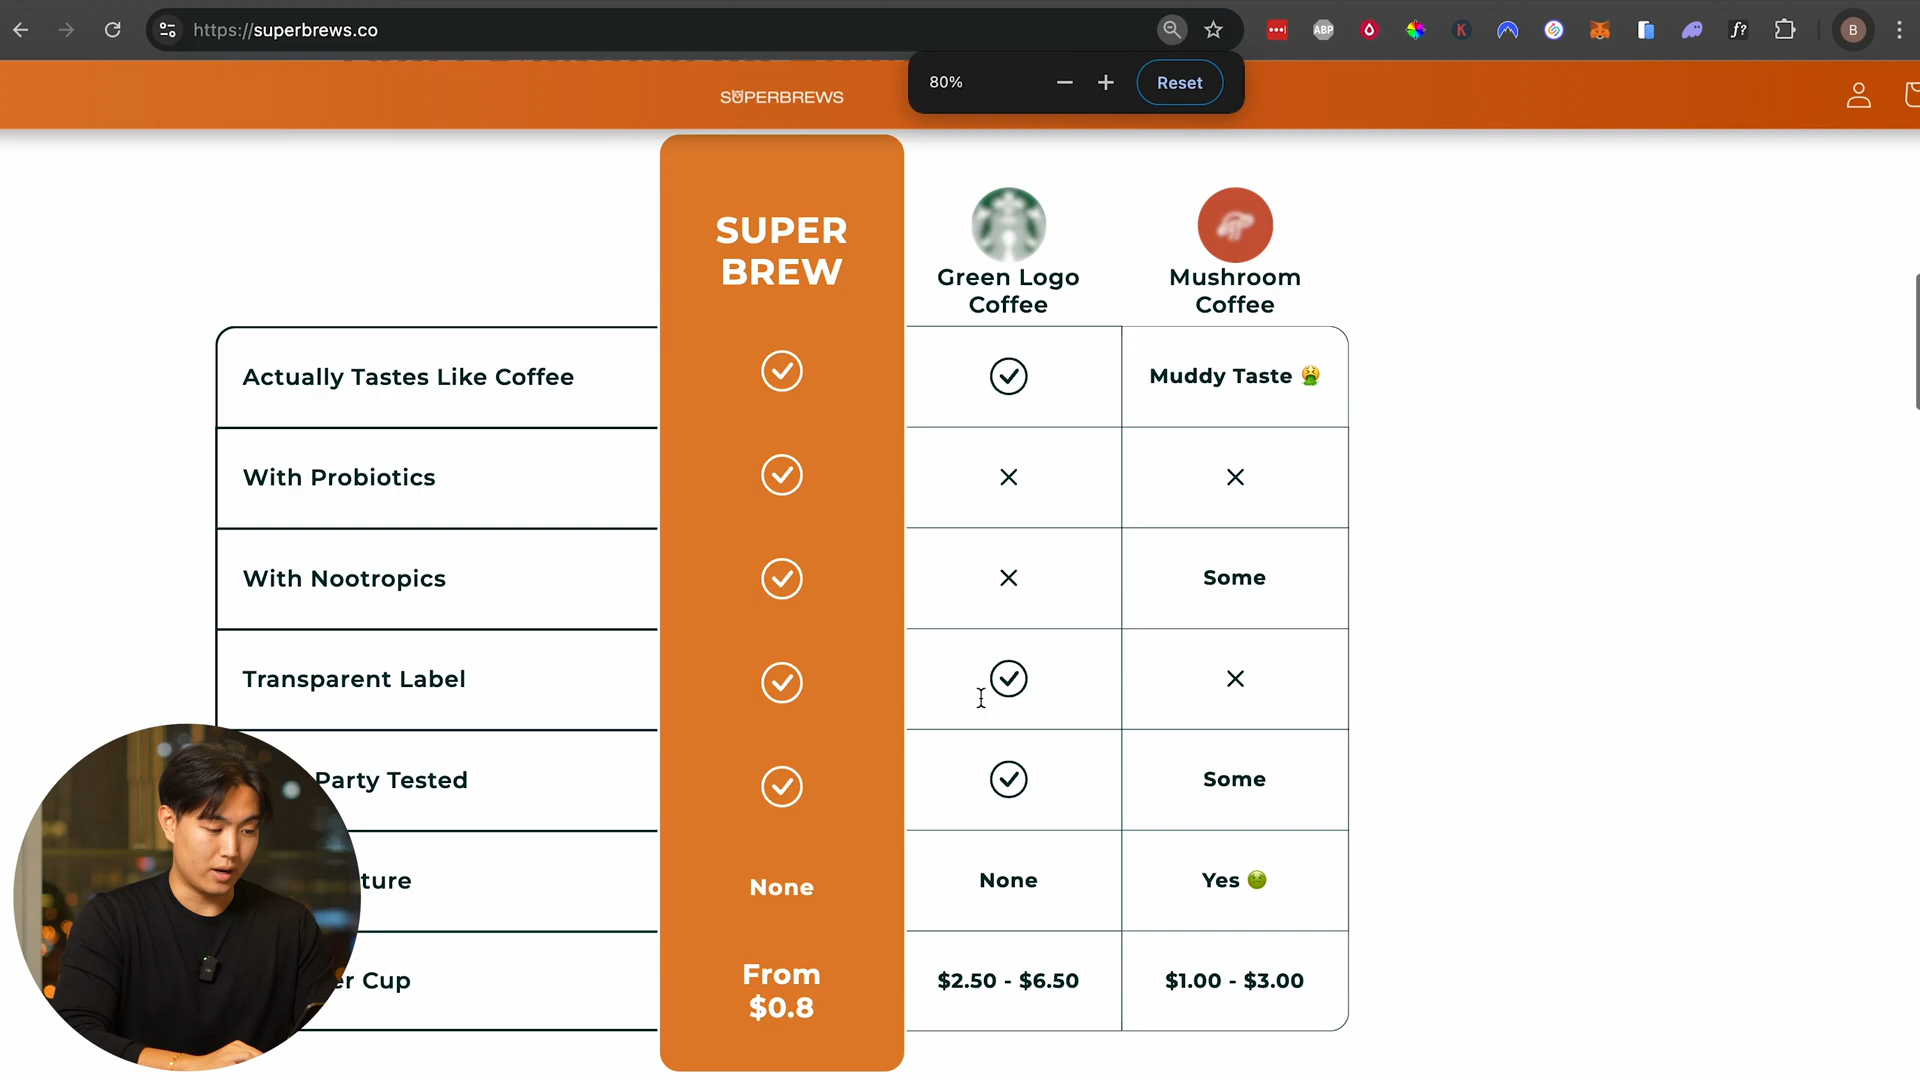 https://superbrews.co
80%
Reset
SUPERBREWS
SUPER
BREW
Green Logo
Coffee
Mushroom
Coffee
Actually Tastes Like Coffee
Muddy Taste 🤮
With Probiotics
With Nootropics
Some
Transparent Label
Party Tested
Some
ture
None
None
Yes 🤢
er Cup
From
$0.8
$2.50 - $6.50
$1.00 - $3.00
ABP
K
f?
B